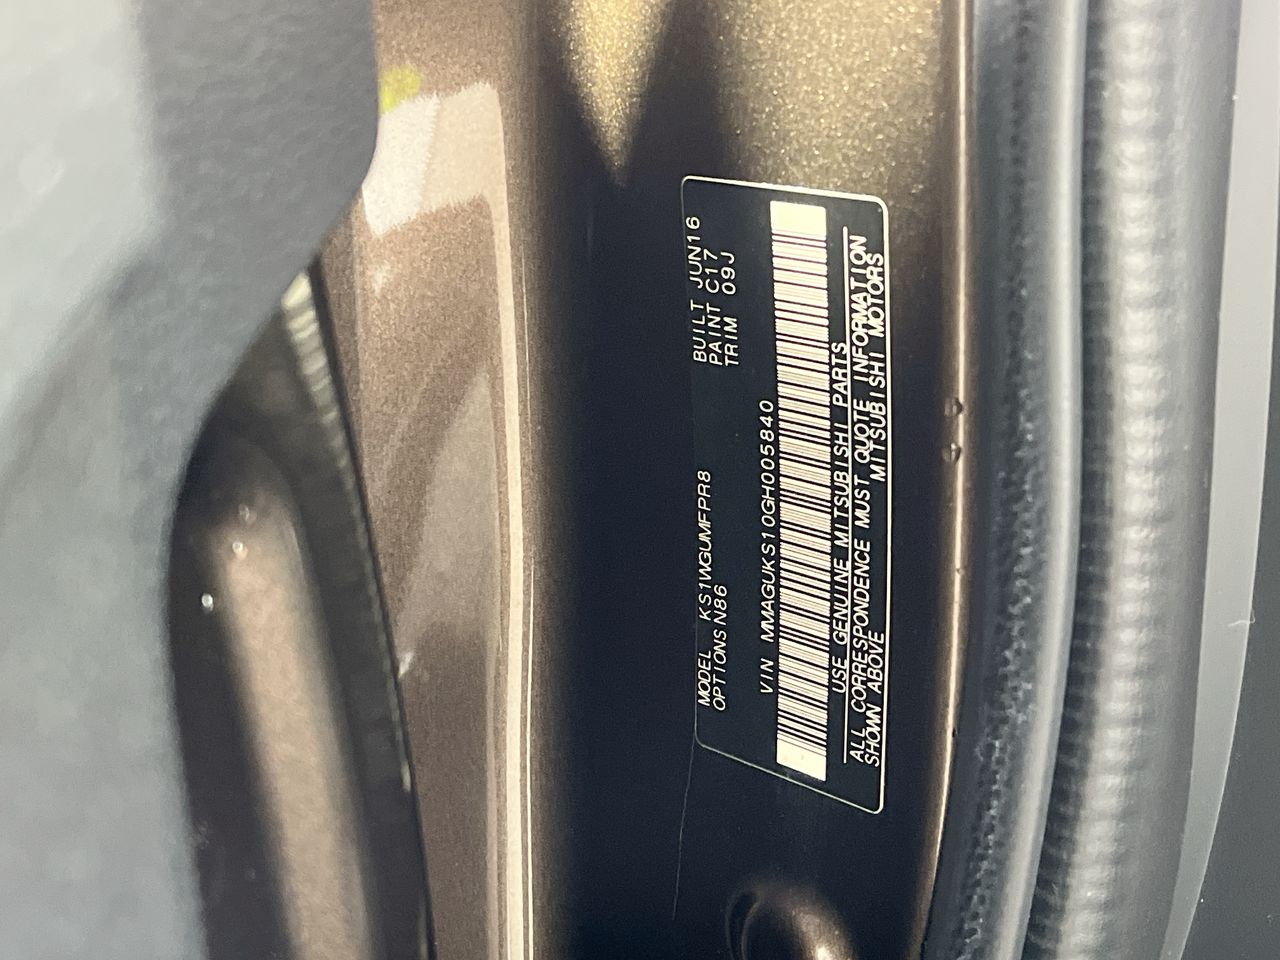 MODEL KS1WGUMFPR8 BUILT JUN16
OPTIONS N86 PAINT C17
TRIM 09J
VIN MMAGUKS10GH005840
USE GENUINE MITSUBISHI PARTS
ALL CORRESPONDENCE MUST QUOTE INFORMATION
SHOWN ABOVE MITSUBISHI MOTORS